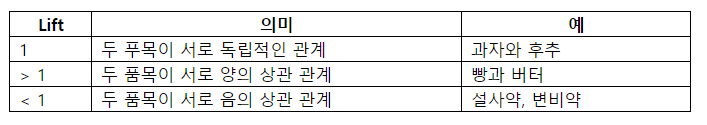 Lift 의미 예
1 두 푸목이 서로 독립적인 관계 과자와 후추
> 1 두 품목이 서로 양의 상관 관계 빵과 버터
< 1 두 품목이 서로 음의 상관 관계 설사약, 변비약